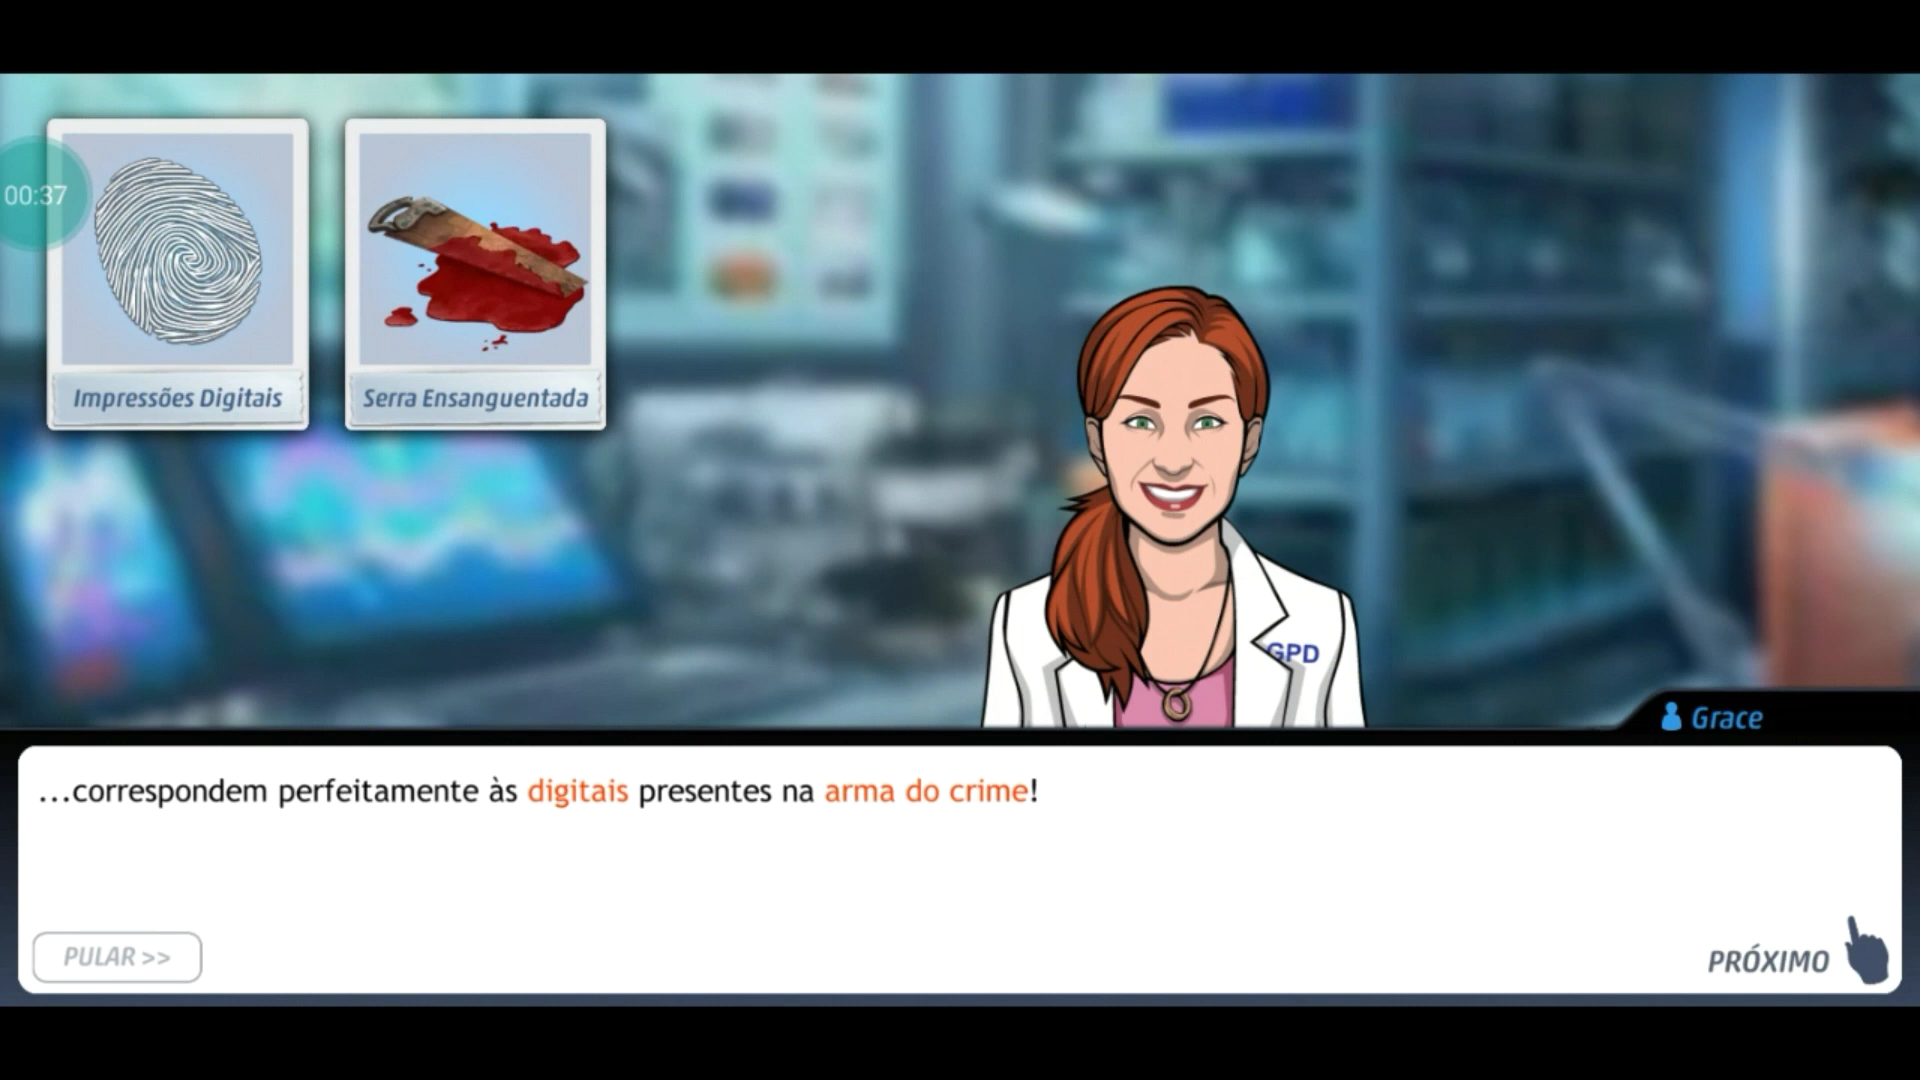 00:37
Impressões Digitais
Serra Ensanguentada
GPD
Grace
...correspondem perfeitamente às digitais presentes na arma do crime!
PULAR >>
PRÓXIMO